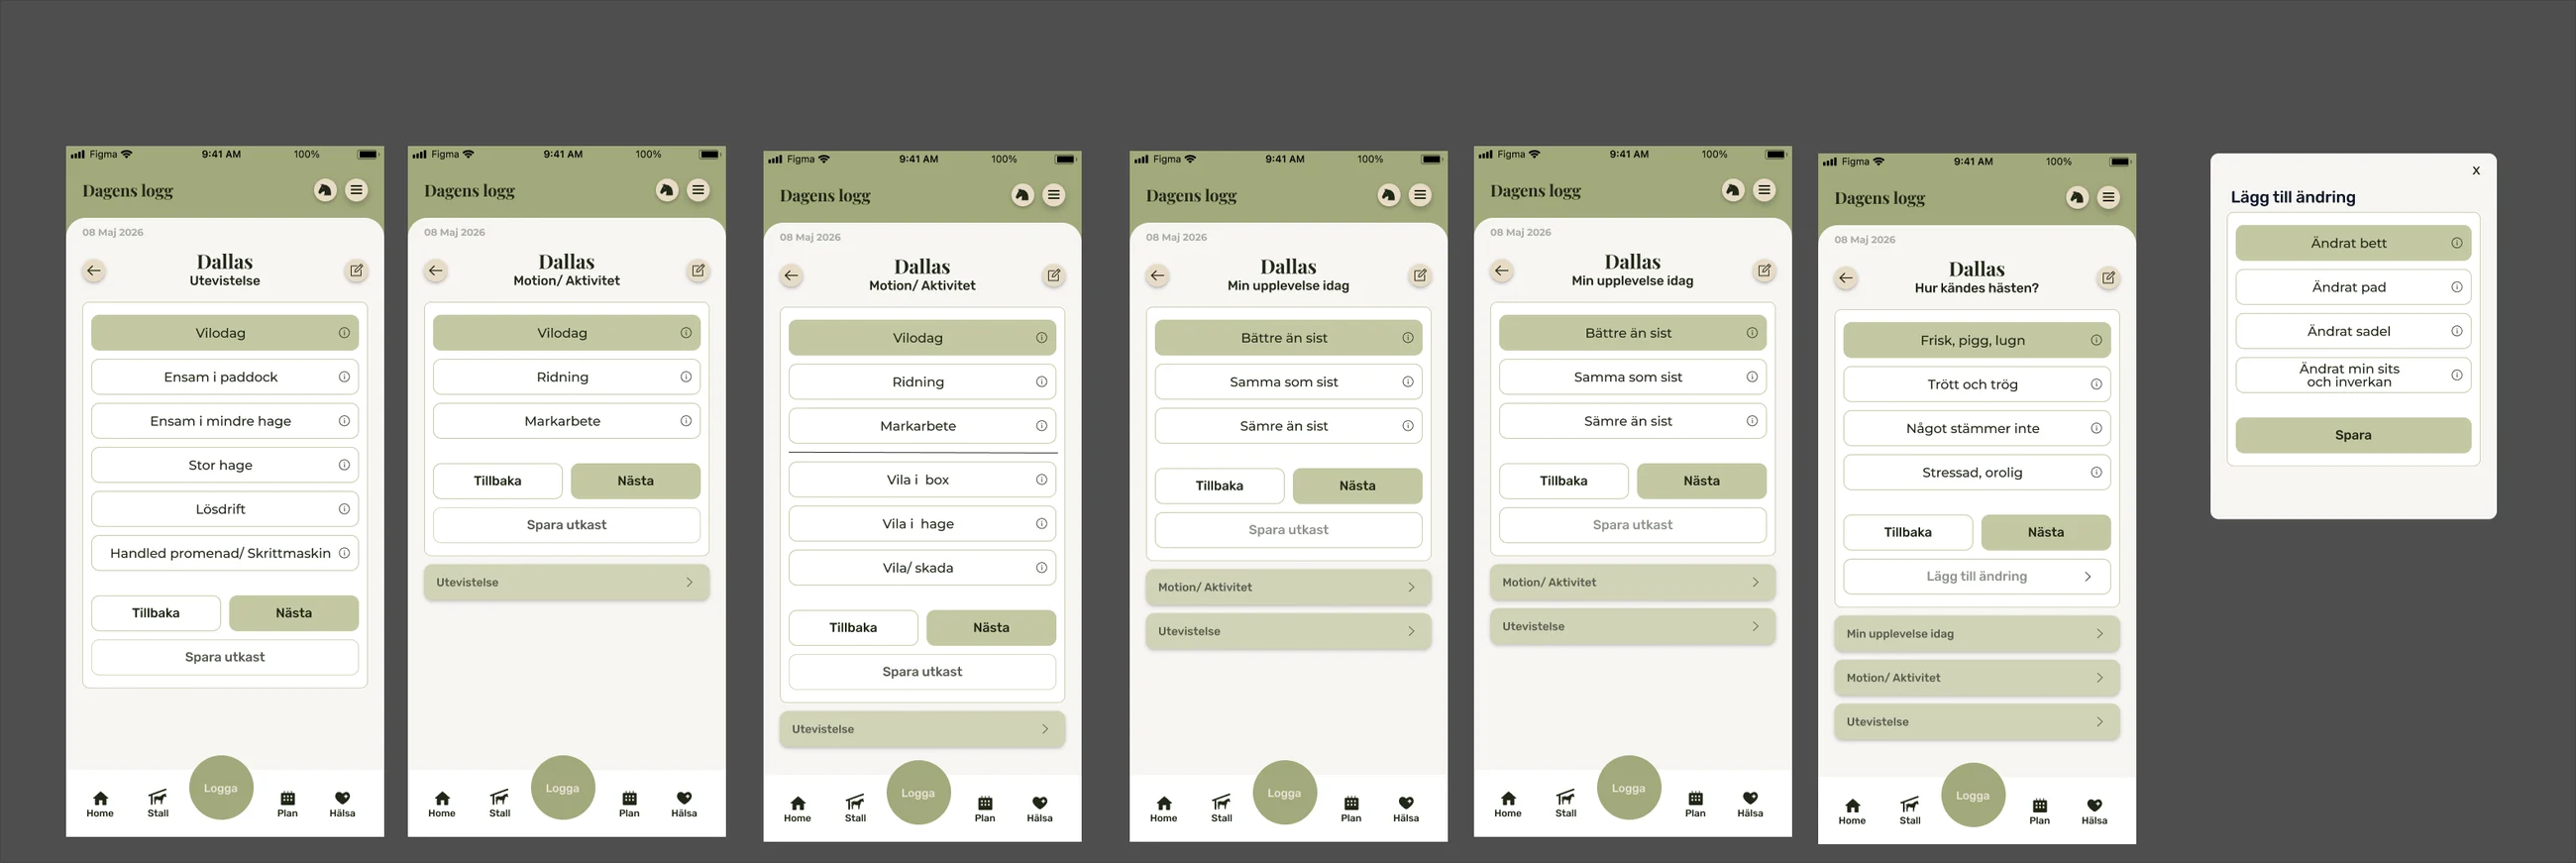 Figma 9:41 AM 100%
Dagens logg
08 Maj 2026
Dallas
Utevistelse
Vilodag
Ensam i paddock
Ensam i mindre hage
Stor hage
Lösdrift
Handled promenad/ Skrittmaskin
Tillbaka Nästa
Spara utkast
Home Stall Logga Plan Hälsa
Figma 9:41 AM 100%
Dagens logg
08 Maj 2026
Dallas
Motion/ Aktivitet
Vilodag
Ridning
Markarbete
Tillbaka Nästa
Spara utkast
Utevistelse
Home Stall Logga Plan Hälsa
Figma 9:41 AM 100%
Dagens logg
08 Maj 2026
Dallas
Motion/ Aktivitet
Vilodag
Ridning
Markarbete
Vila i  box
Vila i  hage
Vila/ skada
Tillbaka Nästa
Spara utkast
Utevistelse
Home Stall Logga Plan Hälsa
Figma 9:41 AM 100%
Dagens logg
08 Maj 2026
Dallas
Min upplevelse idag
Bättre än sist
Samma som sist
Sämre än sist
Tillbaka Nästa
Spara utkast
Motion/ Aktivitet
Utevistelse
Home Stall Logga Plan Hälsa
Figma 9:41 AM 100%
Dagens logg
08 Maj 2026
Dallas
Min upplevelse idag
Bättre än sist
Samma som sist
Sämre än sist
Tillbaka Nästa
Spara utkast
Motion/ Aktivitet
Utevistelse
Home Stall Logga Plan Hälsa
Figma 9:41 AM 100%
Dagens logg
08 Maj 2026
Dallas
Hur kändes hästen?
Frisk, pigg, lugn
Trött och trög
Något stämmer inte
Stressad, orolig
Tillbaka Nästa
Lägg till ändring
Min upplevelse idag
Motion/ Aktivitet
Utevistelse
Home Stall Logga Plan Hälsa
x
Lägg till ändring
Ändrat bett
Ändrat pad
Ändrat sadel
Ändrat min sits
och inverkan
Spara